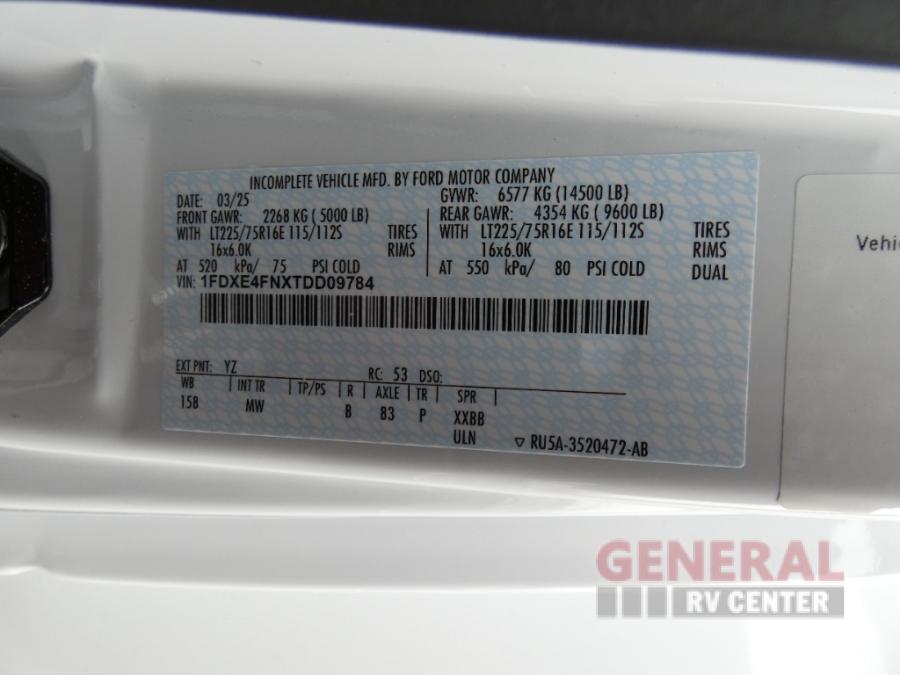 INCOMPLETE VEHICLE MFD. BY FORD MOTOR COMPANY
DATE: 03/25 GVWR: 6577 KG (14500 LB)
FRONT GAWR: 2268 KG ( 5000 LB) REAR GAWR: 4354 KG ( 9600 LB)
WITH LT225/75R16E 115/112S TIRES WITH LT225/75R16E 115/112S TIRES
16x6.0K RIMS 16x6.0K RIMS
AT 520 kPa/ 75 PSI COLD AT 550 kPa/ 80 PSI COLD DUAL
VIN: 1FDXE4FNXTDD09784
EXT PNT: YZ RC: 53 DSO:
WB INT TR TP/PS R AXLE TR SPR
158 MW B 83 P XXBB
ULN ▽ RU5A-3520472-AB
Vehi
GENERAL
RV CENTER